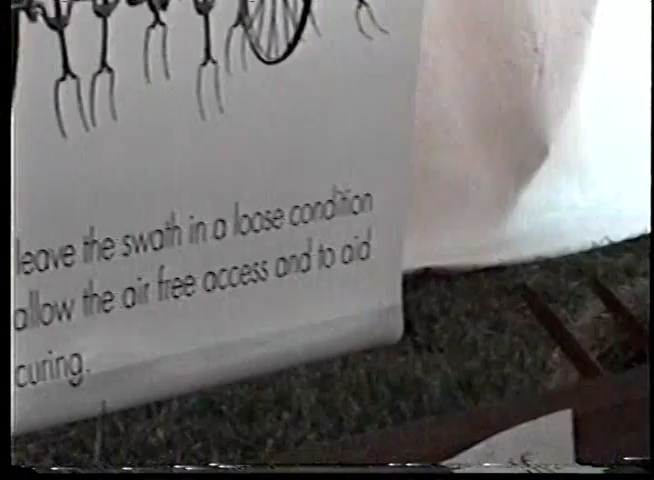 leave the swath in a loose condition
allow the air free access and to aid
curing.